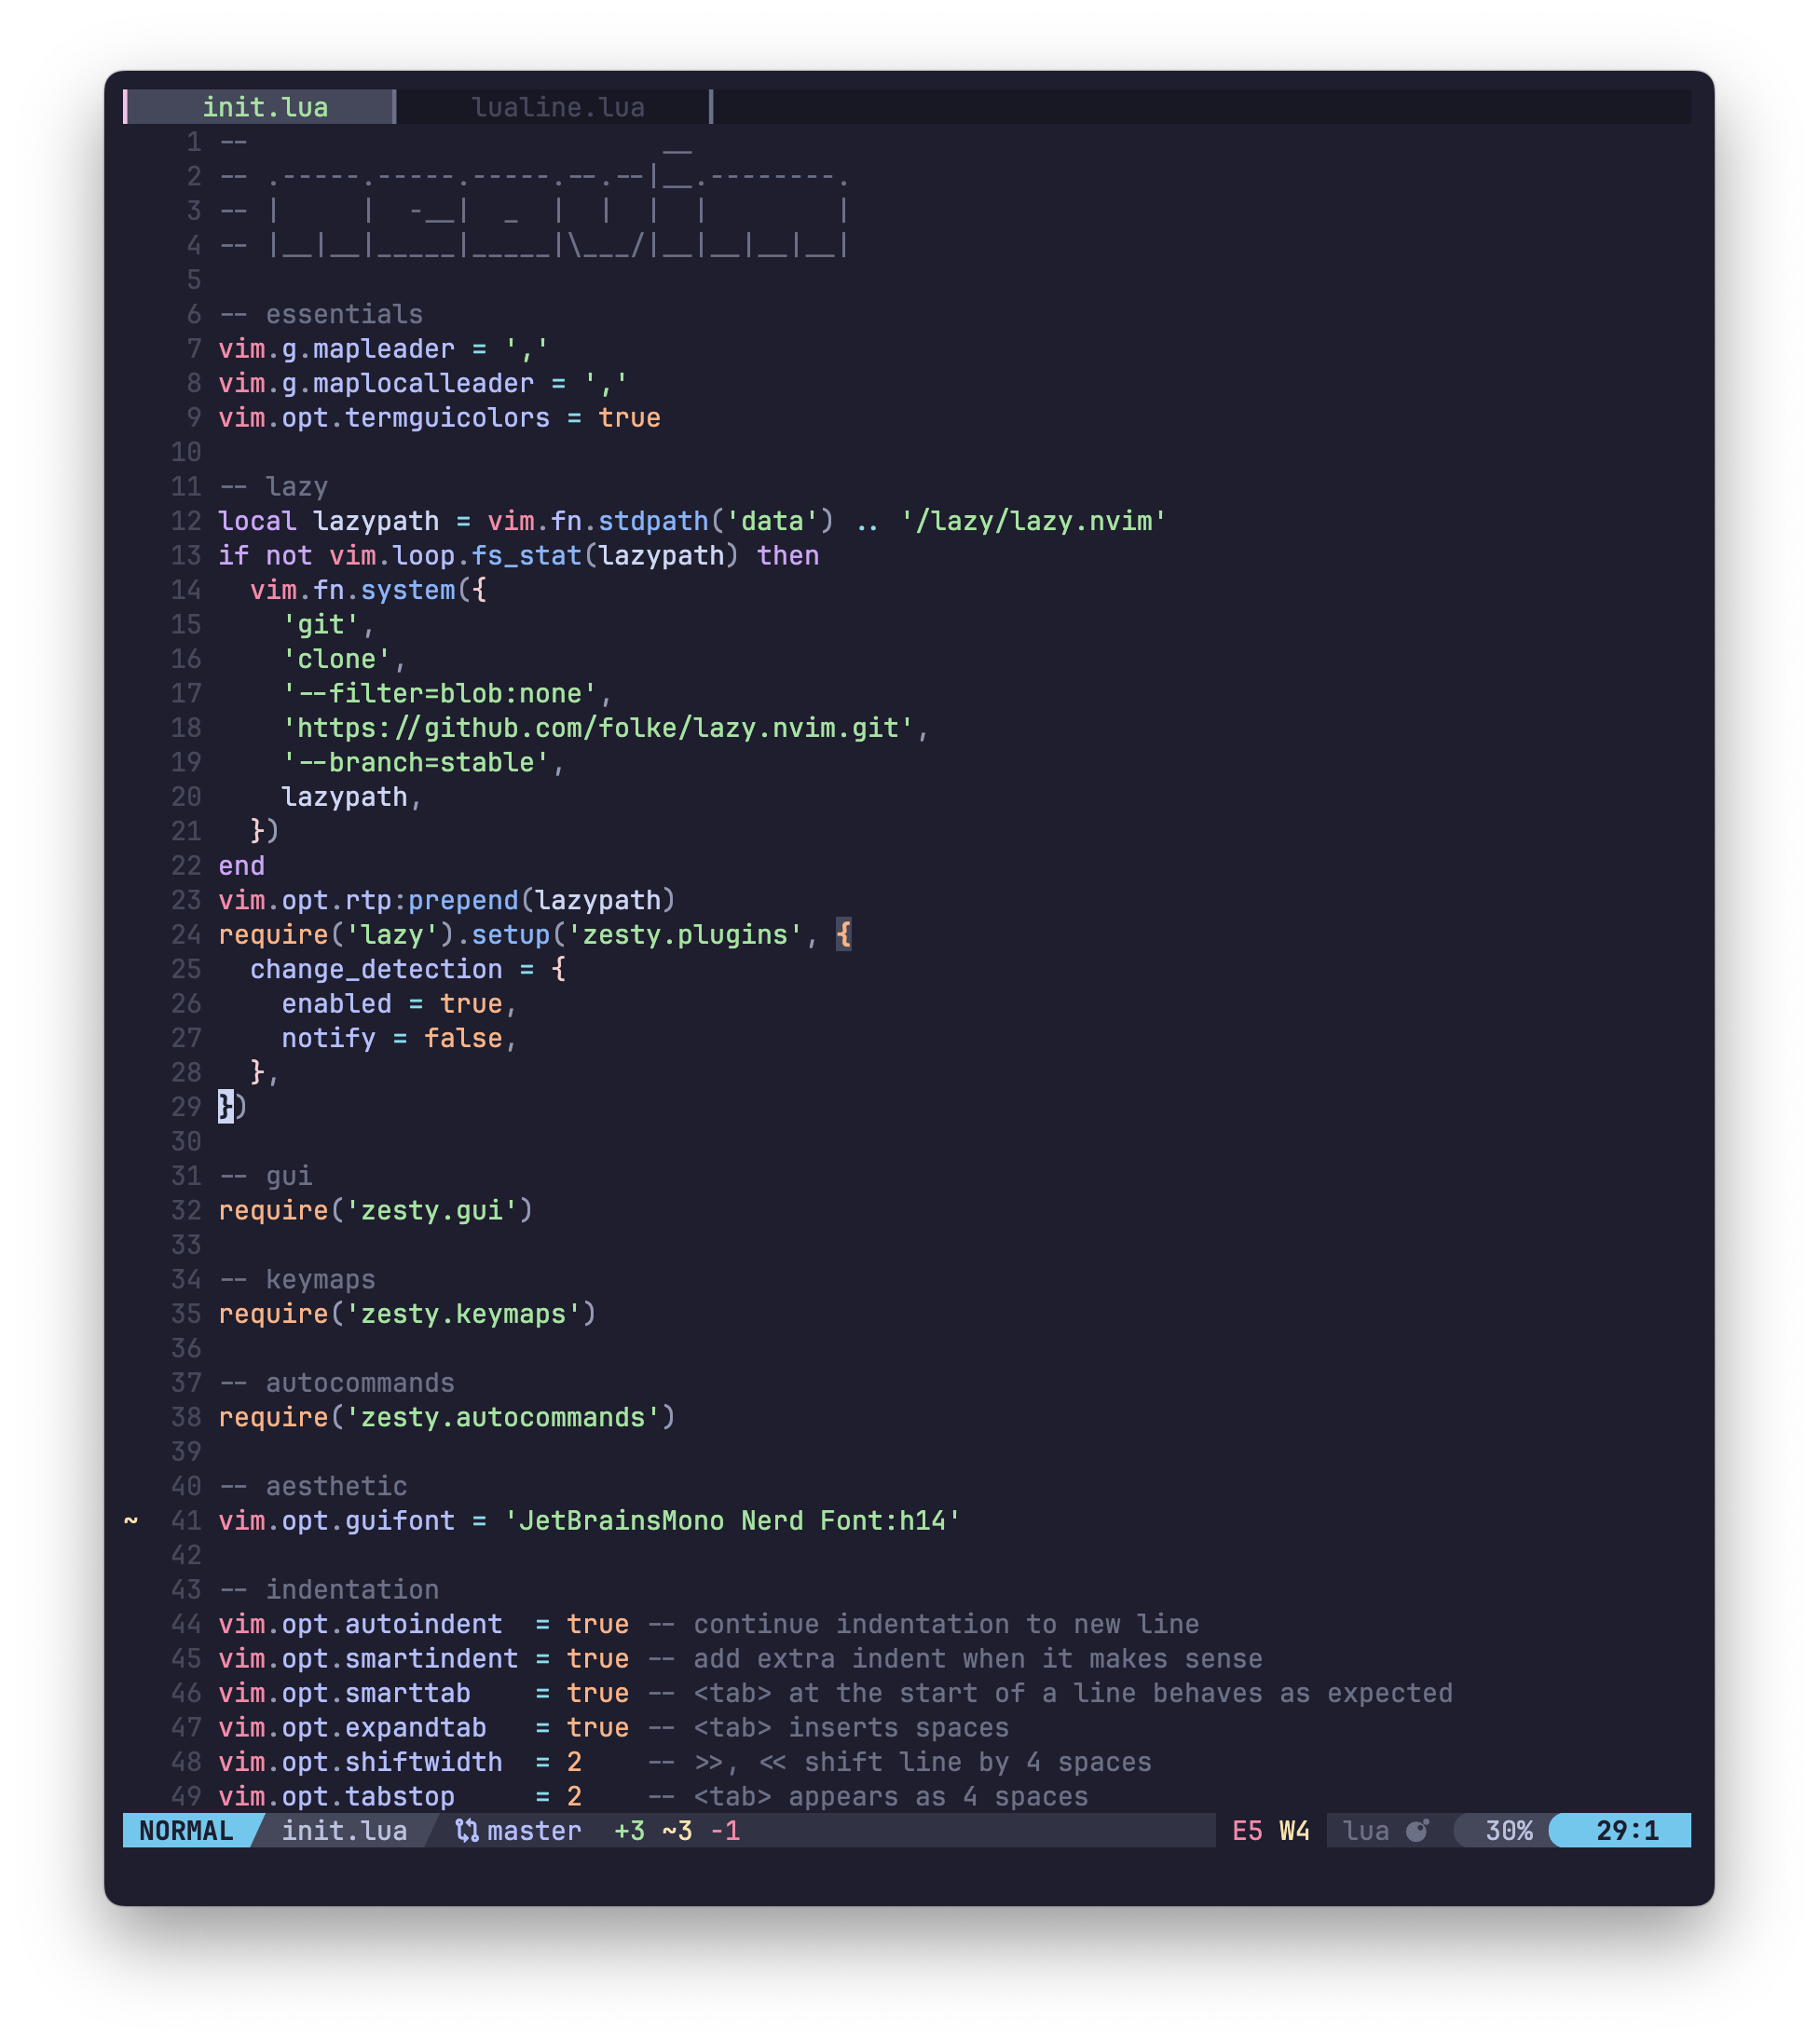 init.lua lualine.lua
1 --                           __
2 -- .-----.-----.-----.--.--|__.--------.
3 -- |     |  -__|  _  |  |  |  |        |
4 -- |__|__|_____|_____|\___/|__|__|__|__|
5
6 -- essentials
7 vim.g.mapleader = ','
8 vim.g.maplocalleader = ','
9 vim.opt.termguicolors = true
10
11 -- lazy
12 local lazypath = vim.fn.stdpath('data') .. '/lazy/lazy.nvim'
13 if not vim.loop.fs_stat(lazypath) then
14   vim.fn.system({
15     'git',
16     'clone',
17     '--filter=blob:none',
18     'https://github.com/folke/lazy.nvim.git',
19     '--branch=stable',
20     lazypath,
21   })
22 end
23 vim.opt.rtp:prepend(lazypath)
24 require('lazy').setup('zesty.plugins', {
25   change_detection = {
26     enabled = true,
27     notify = false,
28   },
29 })
30
31 -- gui
32 require('zesty.gui')
33
34 -- keymaps
35 require('zesty.keymaps')
36
37 -- autocommands
38 require('zesty.autocommands')
39
40 -- aesthetic
~ 41 vim.opt.guifont = 'JetBrainsMono Nerd Font:h14'
42
43 -- indentation
44 vim.opt.autoindent  = true -- continue indentation to new line
45 vim.opt.smartindent = true -- add extra indent when it makes sense
46 vim.opt.smarttab    = true -- <tab> at the start of a line behaves as expected
47 vim.opt.expandtab   = true -- <tab> inserts spaces
48 vim.opt.shiftwidth  = 2    -- >>, << shift line by 4 spaces
49 vim.opt.tabstop     = 2    -- <tab> appears as 4 spaces
NORMAL init.lua master +3 ~3 -1 E5 W4 lua 30% 29:1